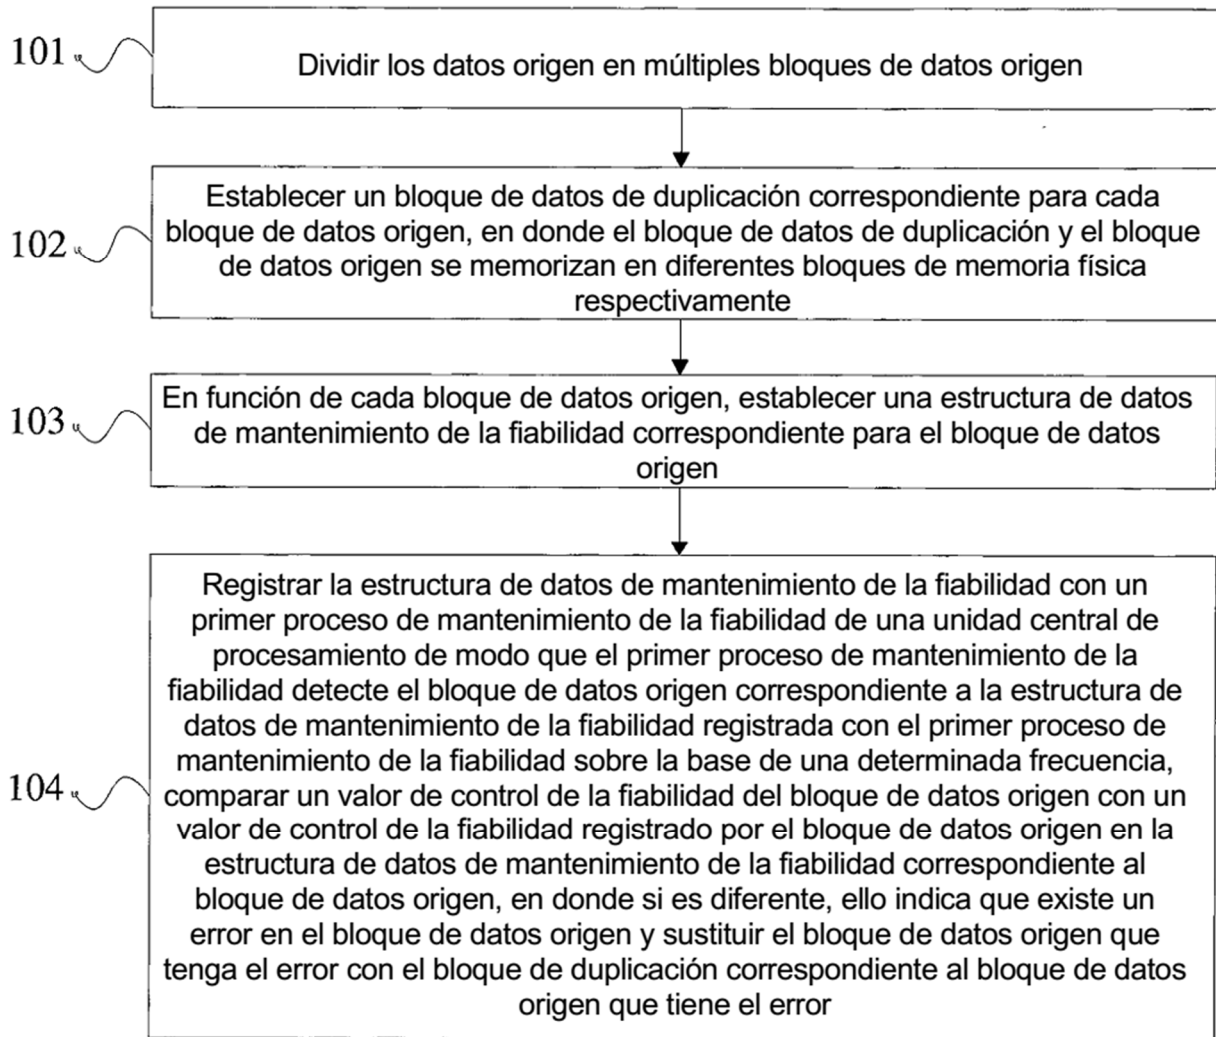 101
Dividir los datos origen en múltiples bloques de datos origen
102
Establecer un bloque de datos de duplicación correspondiente para cada
bloque de datos origen, en donde el bloque de datos de duplicación y el bloque
de datos origen se memorizan en diferentes bloques de memoria física
respectivamente
103
En función de cada bloque de datos origen, establecer una estructura de datos
de mantenimiento de la fiabilidad correspondiente para el bloque de datos
origen
104
Registrar la estructura de datos de mantenimiento de la fiabilidad con un
primer proceso de mantenimiento de la fiabilidad de una unidad central de
procesamiento de modo que el primer proceso de mantenimiento de la
fiabilidad detecte el bloque de datos origen correspondiente a la estructura de
datos de mantenimiento de la fiabilidad registrada con el primer proceso de
mantenimiento de la fiabilidad sobre la base de una determinada frecuencia,
comparar un valor de control de la fiabilidad del bloque de datos origen con un
valor de control de la fiabilidad registrado por el bloque de datos origen en la
estructura de datos de mantenimiento de la fiabilidad correspondiente al
bloque de datos origen, en donde si es diferente, ello indica que existe un
error en el bloque de datos origen y sustituir el bloque de datos origen que
tenga el error con el bloque de duplicación correspondiente al bloque de datos
origen que tiene el error